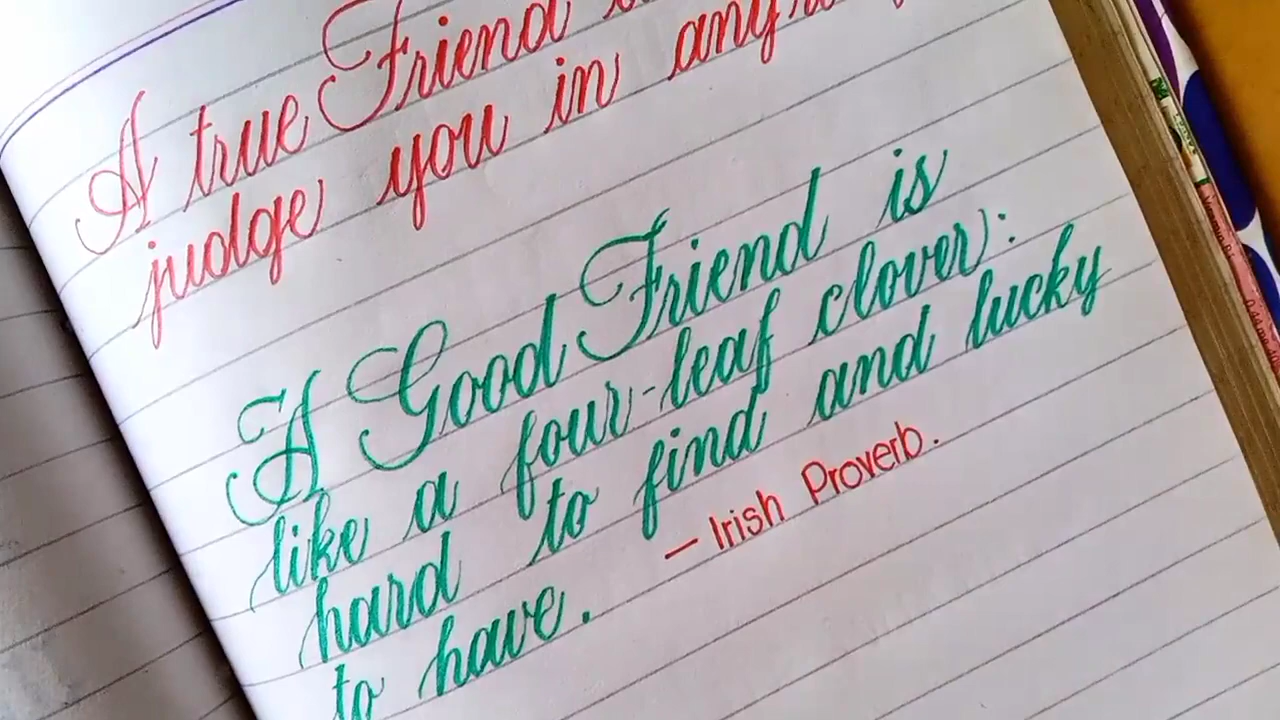 A true Friend
judge you in any
A Good Friend is
like a four-leaf clover:
hard to find and lucky
to have.
— Irish Proverb.